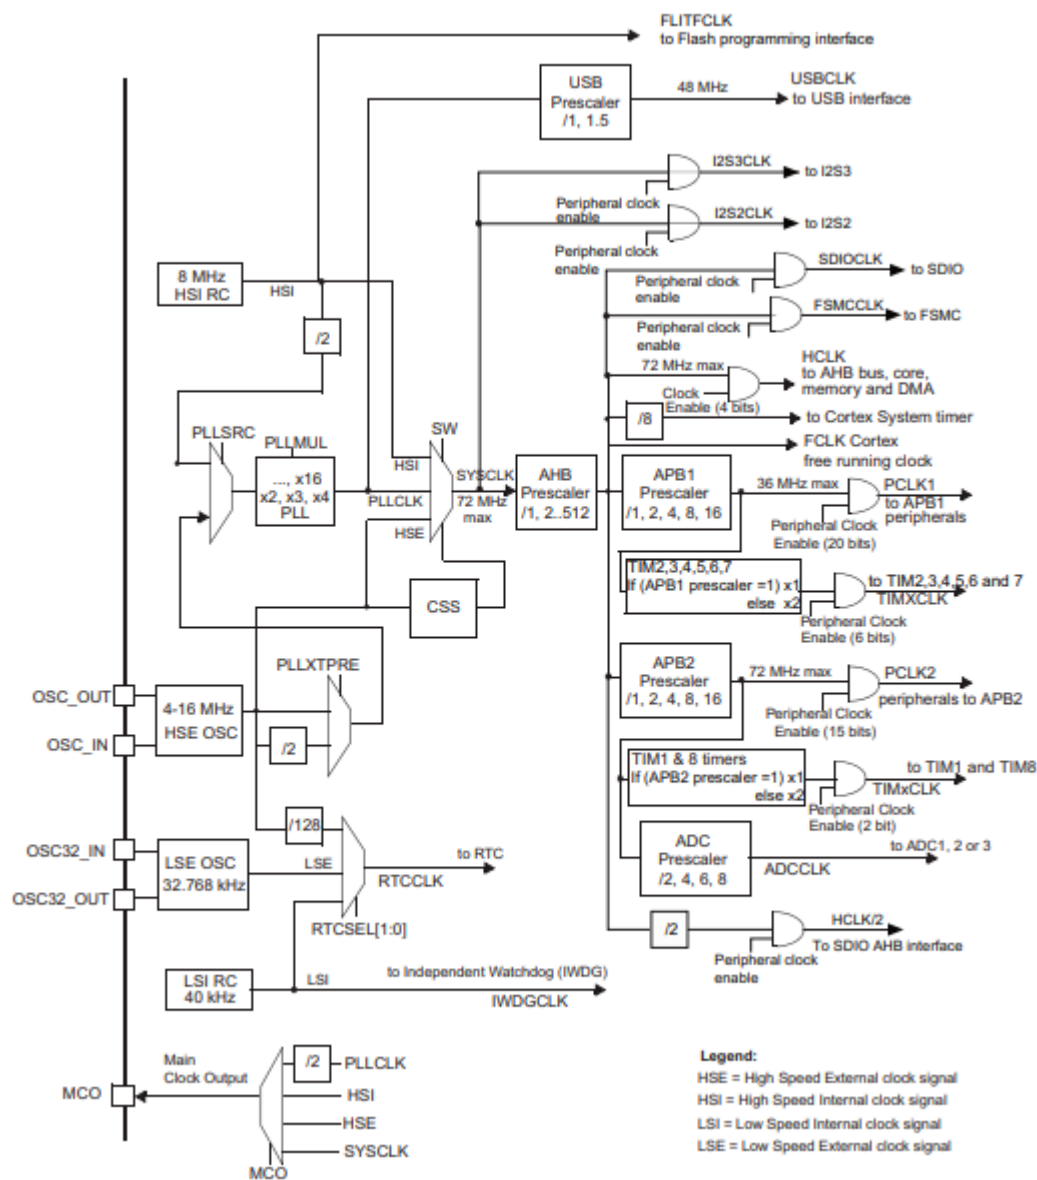 FLITFCLK
to Flash programming interface
USB
Prescaler
/1, 1.5
48 MHz
USBCLK
to USB interface
I2S3CLK
to I2S3
Peripheral clock
enable
I2S2CLK
to I2S2
Peripheral clock
enable
8 MHz
HSI RC
HSI
SDIOCLK
to SDIO
Peripheral clock
enable
FSMCCLK
to FSMC
Peripheral clock
enable
/2
72 MHz max
HCLK
to AHB bus, core,
memory and DMA
Clock
Enable (4 bits)
/8
to Cortex System timer
FCLK Cortex
free running clock
PLLSRC
PLLMUL
..., x16
x2, x3, x4
PLL
SW
HSI
PLLCLK
HSE
SYSCLK
72 MHz
max
AHB
Prescaler
/1, 2..512
APB1
Prescaler
/1, 2, 4, 8, 16
36 MHz max
PCLK1
to APB1
peripherals
Peripheral Clock
Enable (20 bits)
TIM2,3,4,5,6,7
If (APB1 prescaler =1) x1
else x2
to TIM2,3,4,5,6 and 7
TIMXCLK
Peripheral Clock
Enable (6 bits)
CSS
PLLXTPRE
OSC_OUT
OSC_IN
4-16 MHz
HSE OSC
/2
APB2
Prescaler
/1, 2, 4, 8, 16
72 MHz max
PCLK2
peripherals to APB2
Peripheral Clock
Enable (15 bits)
TIM1 & 8 timers
If (APB2 prescaler =1) x1
else x2
to TIM1 and TIM8
TIMxCLK
Peripheral Clock
Enable (2 bit)
/128
OSC32_IN
OSC32_OUT
LSE OSC
32.768 kHz
LSE
to RTC
RTCCLK
RTCSEL[1:0]
ADC
Prescaler
/2, 4, 6, 8
to ADC1, 2 or 3
ADCCLK
/2
HCLK/2
To SDIO AHB interface
Peripheral clock
enable
LSI RC
40 kHz
LSI
to Independent Watchdog (IWDG)
IWDGCLK
MCO
Main
Clock Output
/2
PLLCLK
HSI
HSE
SYSCLK
MCO
Legend:
HSE = High Speed External clock signal
HSI = High Speed Internal clock signal
LSI = Low Speed Internal clock signal
LSE = Low Speed External clock signal